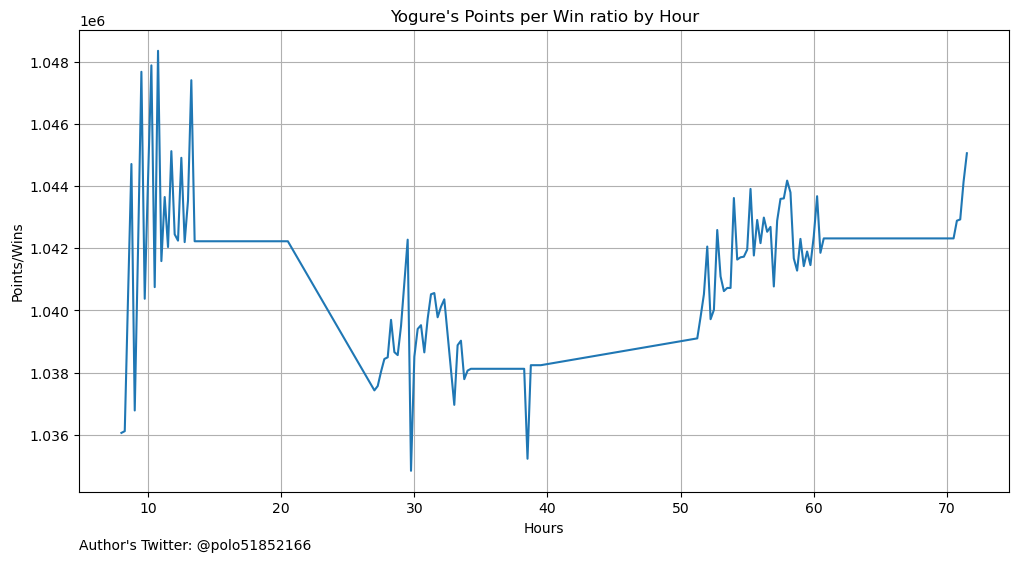 Yogure's Points per Win ratio by Hour
1e6
1.048
1.046
1.044
1.042
1.040
1.038
1.036
Points/Wins
10 20 30 40 50 60 70
Hours
Author's Twitter: @polo51852166